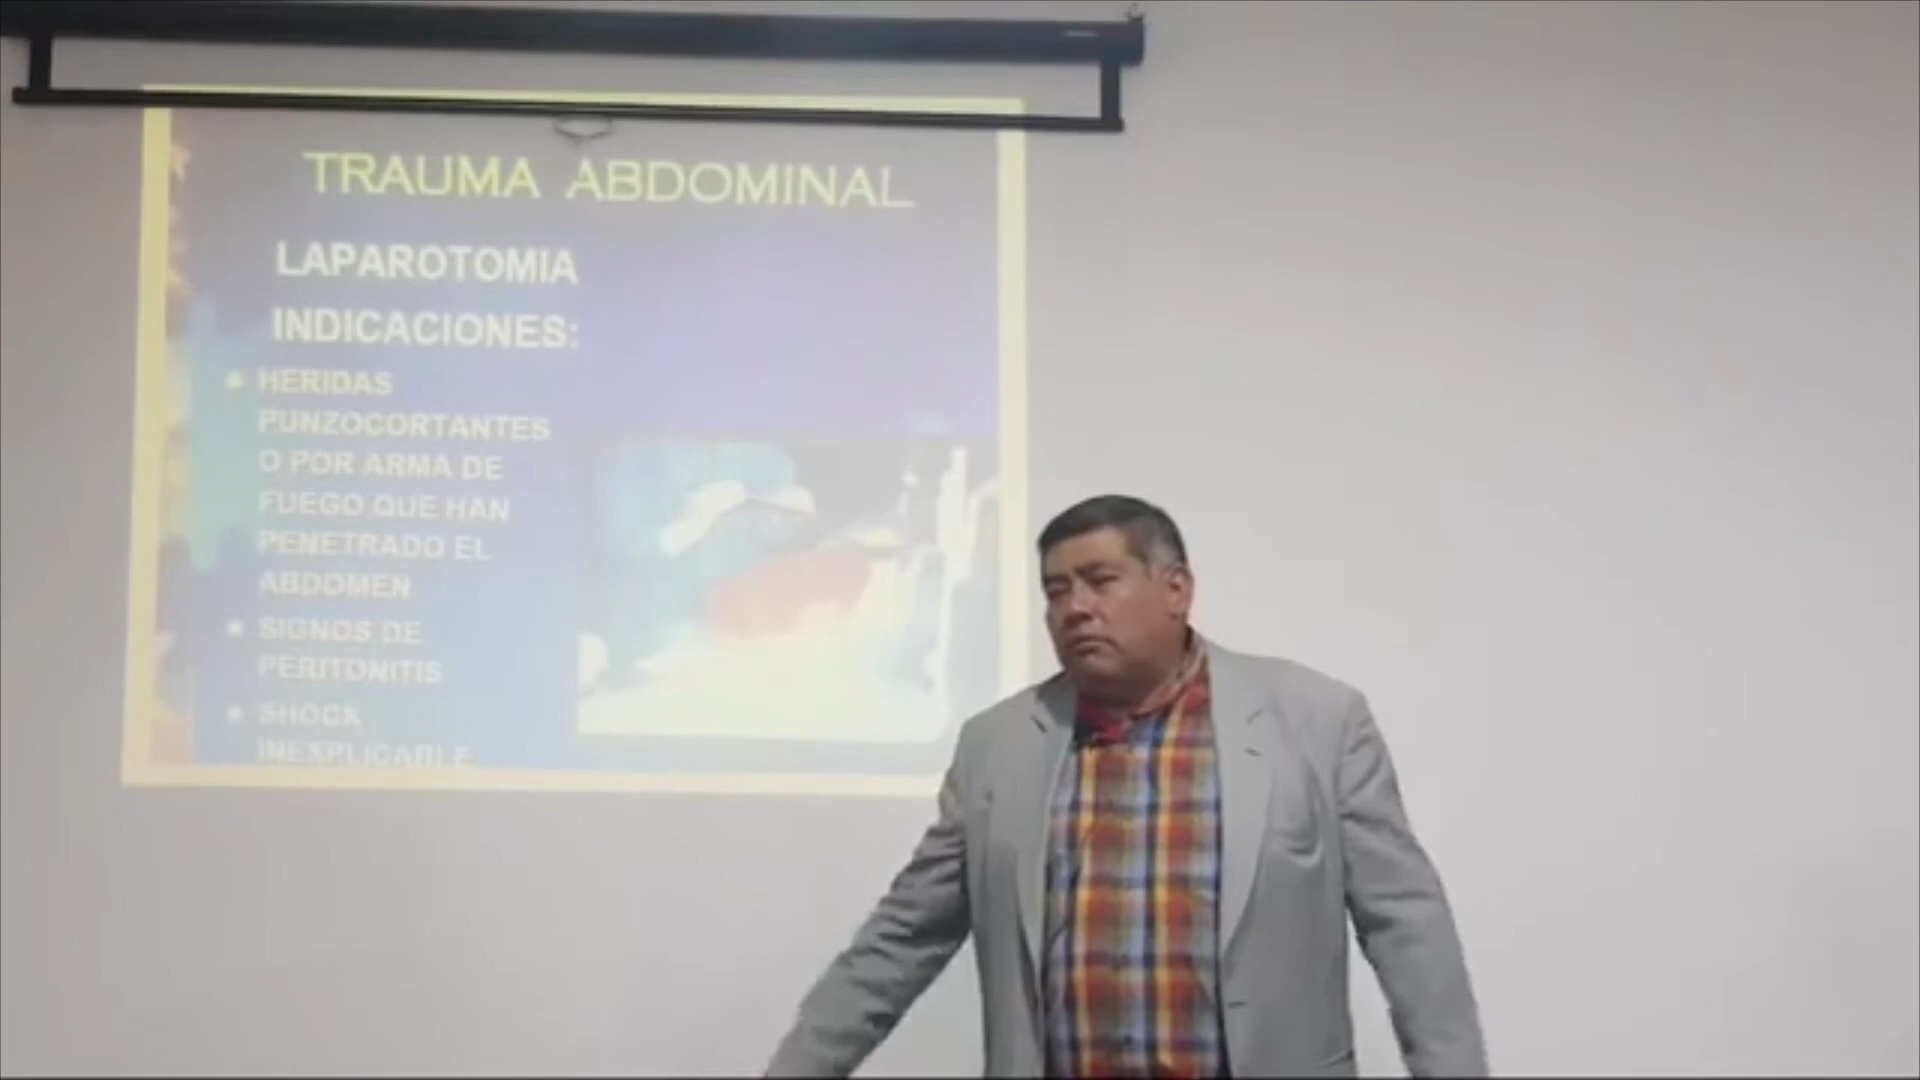 TRAUMA ABDOMINAL
LAPAROTOMIA
INDICACIONES:
HERIDAS
PUNZOCORTANTES
O POR ARMA DE
FUEGO QUE HAN
PENETRADO EL
ABDOMEN
SIGNOS DE
PERITONITIS
SHOCK
INEXPLICABLE